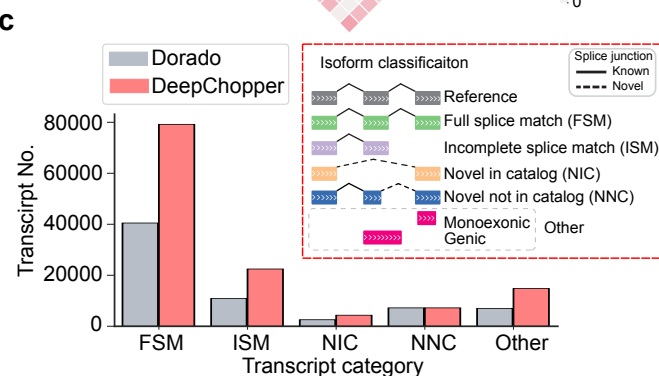 0
c
Dorado
DeepChopper
Transcirpt No.
80000
60000
40000
20000
0
FSM ISM NIC NNC Other
Transcript category
Isoform classificaiton
Splice junction
Known
Novel
Reference
Full splice match (FSM)
Incomplete splice match (ISM)
Novel in catalog (NIC)
Novel not in catalog (NNC)
Monoexonic
Genic
Other